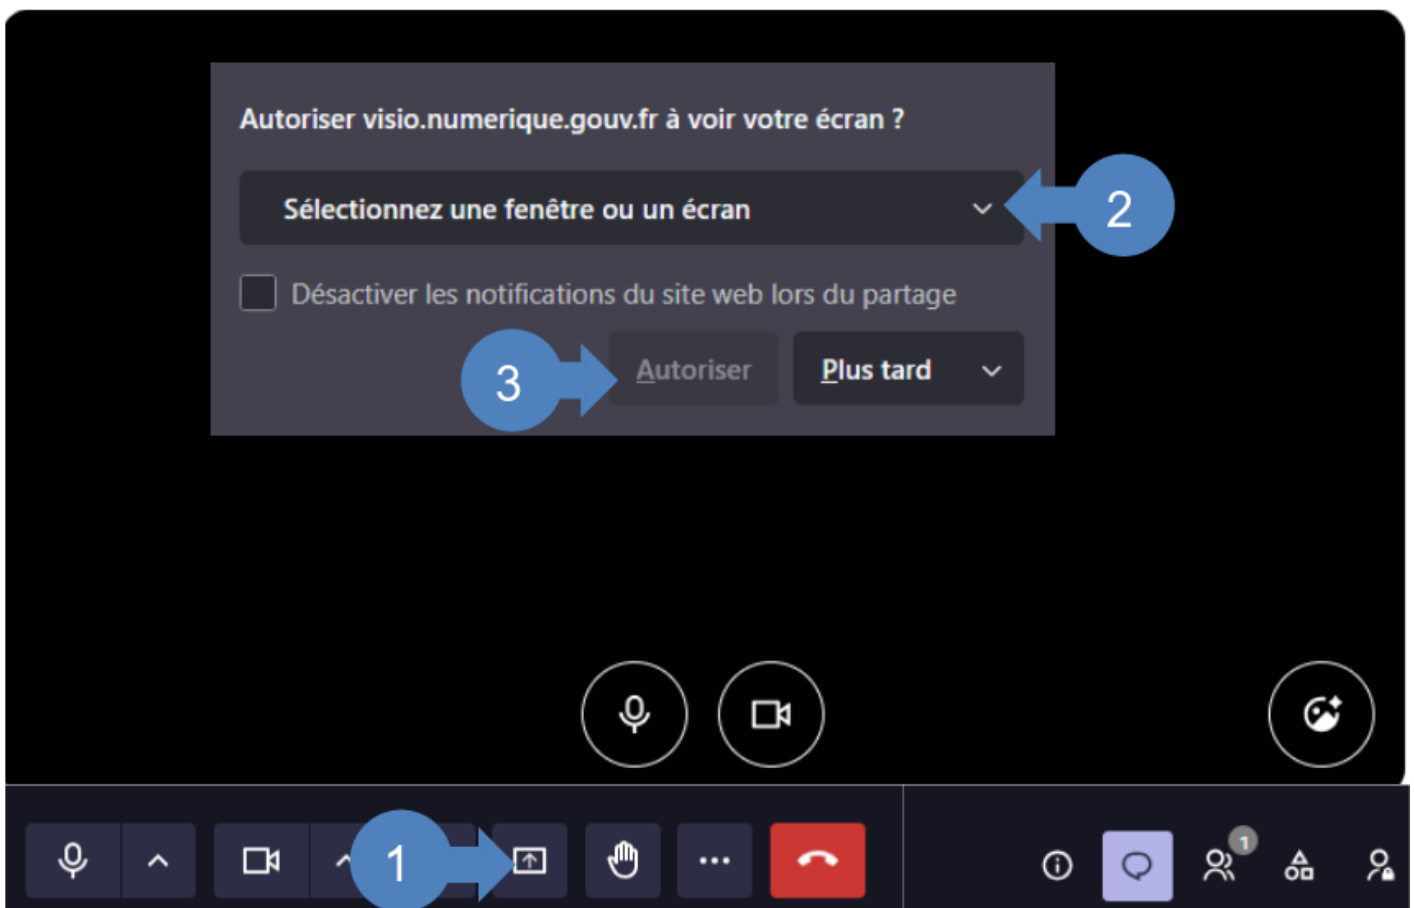 Autoriser visio.numerique.gouv.fr à voir votre écran ?
Sélectionnez une fenêtre ou un écran
2
Désactiver les notifications du site web lors du partage
3
Autoriser
Plus tard
1
1